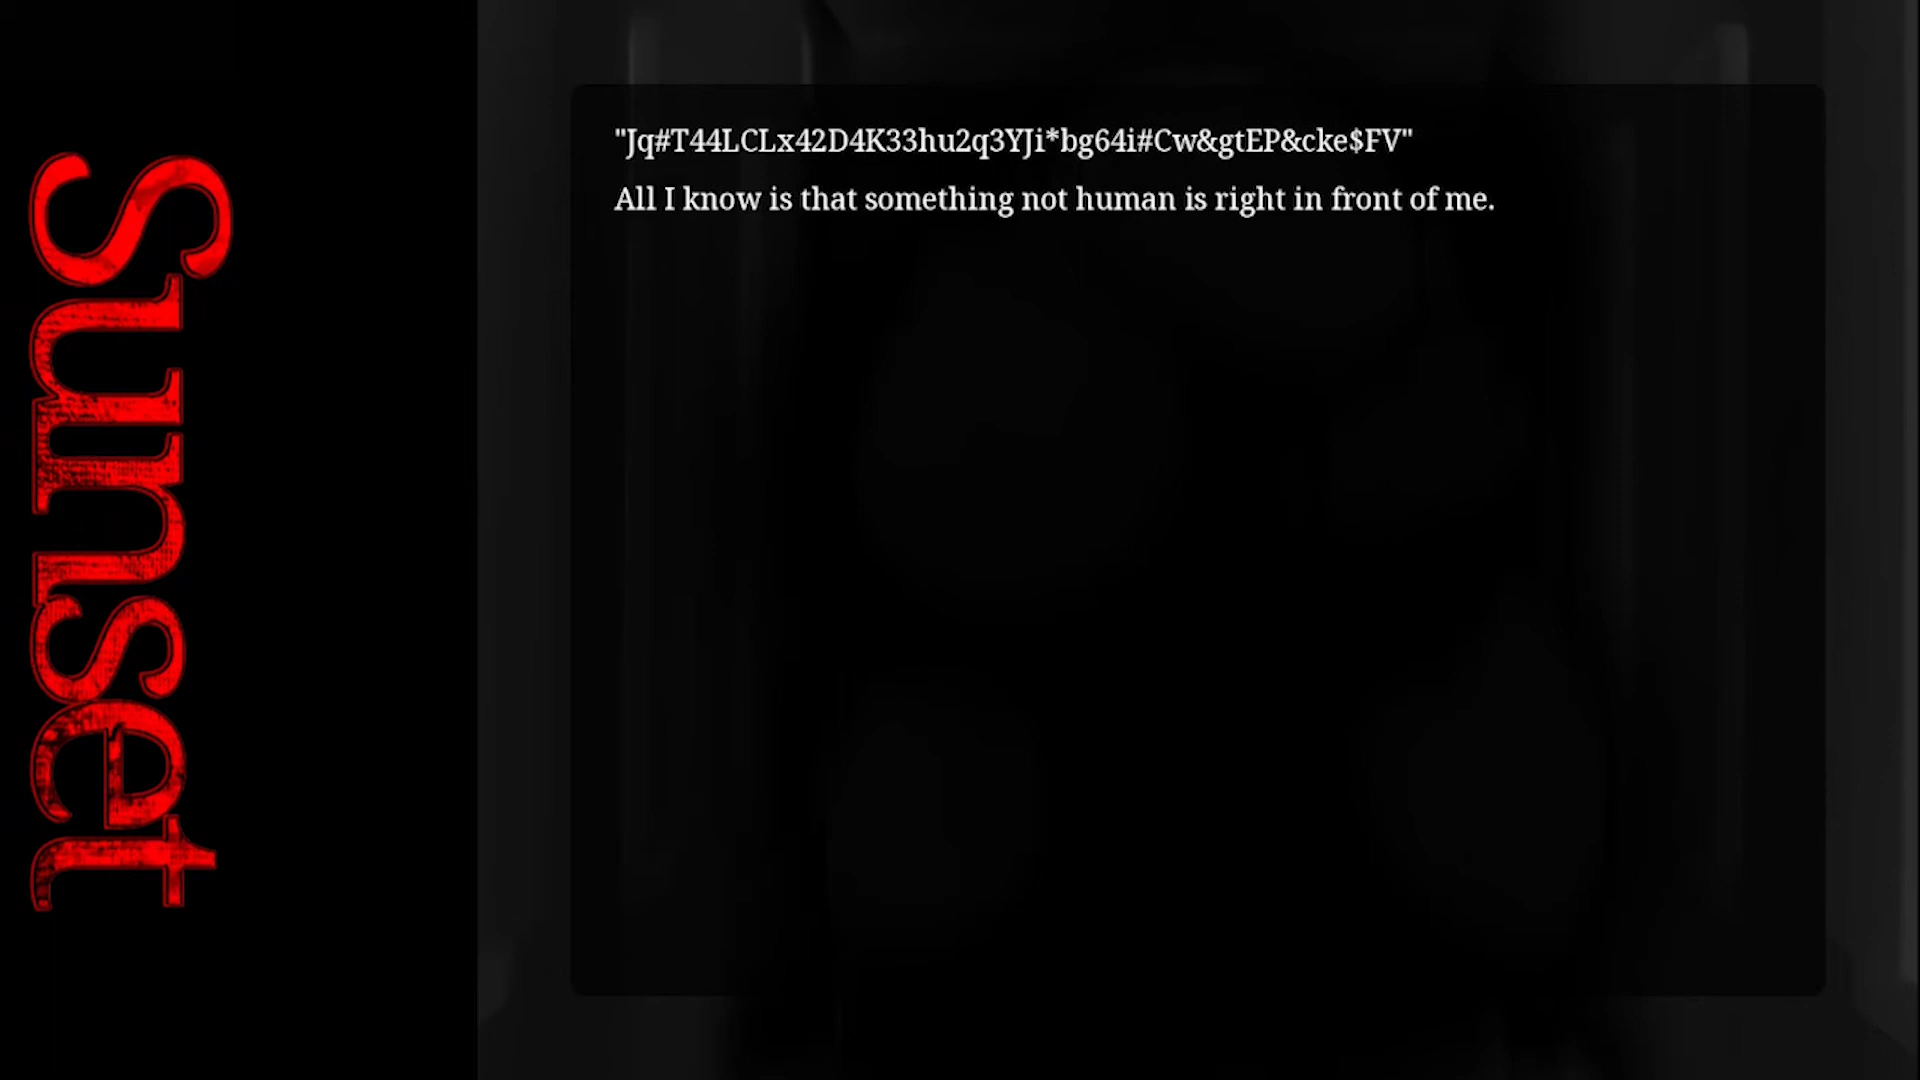 Sunset
"Jq#T44LCLx42D4K33hu2q3YJi*bg64i#Cw&gtEP&cke$FV"
All I know is that something not human is right in front of me.